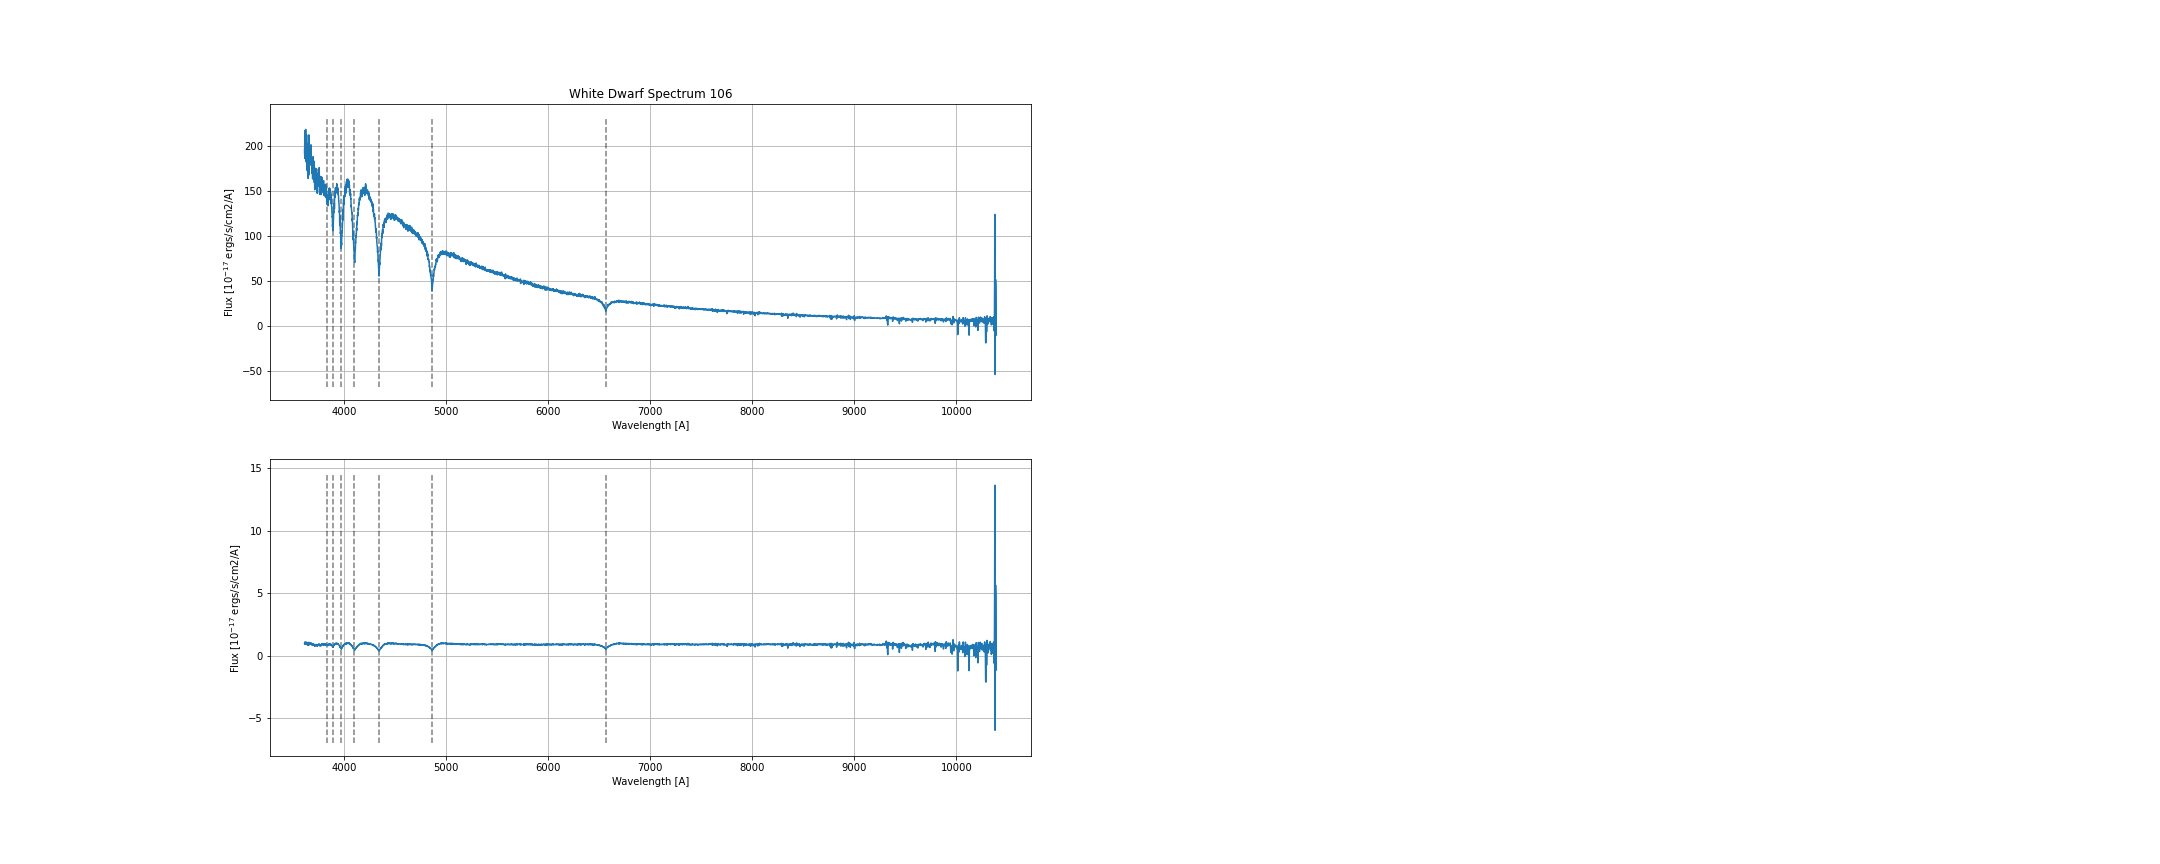 White Dwarf Spectrum 106
200
150
100
50
0
−50
Flux [10⁻¹⁷ ergs/s/cm2/A]
4000 5000 6000 7000 8000 9000 10000
Wavelength [A]
15
10
5
0
−5
Flux [10⁻¹⁷ ergs/s/cm2/A]
4000 5000 6000 7000 8000 9000 10000
Wavelength [A]